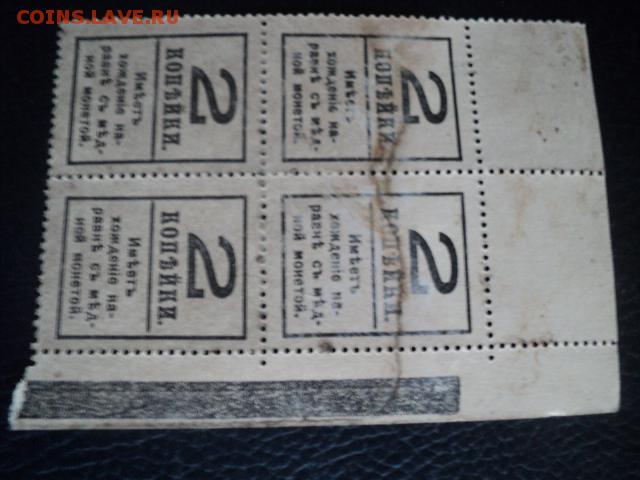 COINS.LAVE.RU
2
КОПѢЙКИ.
Имѣетъ
хожденіе на-
равнѣ съ мѣд-
ной монетой.
2
КОПѢЙКИ.
Имѣетъ
хожденіе на-
равнѣ съ мѣд-
ной монетой.
2
КОПѢЙКИ.
Имѣетъ
хожденіе на-
равнѣ съ мѣд-
ной монетой.
2
КОПѢЙКИ.
Имѣетъ
хожденіе на-
равнѣ съ мѣд-
ной монетой.